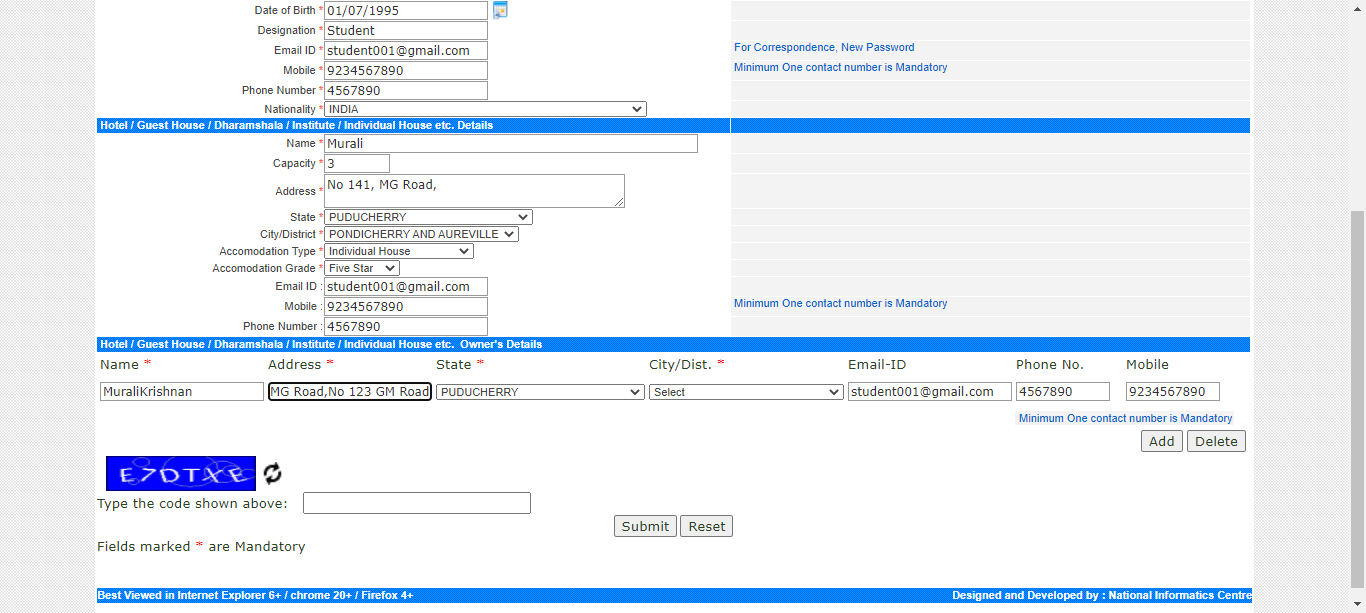 Date of Birth * 01/07/1995
Designation * Student
Email ID * student001@gmail.com For Correspondence, New Password
Mobile * 9234567890 Minimum One contact number is Mandatory
Phone Number * 4567890
Nationality * INDIA
Hotel / Guest House / Dharamshala / Institute / Individual House etc. Details
Name * Murali
Capacity * 3
Address * No 141, MG Road,
State * PUDUCHERRY
City/District * PONDICHERRY AND AUREVILLE
Accomodation Type * Individual House
Accomodation Grade * Five Star
Email ID : student001@gmail.com
Mobile : 9234567890 Minimum One contact number is Mandatory
Phone Number : 4567890
Hotel / Guest House / Dharamshala / Institute / Individual House etc. Owner's Details
Name * Address * State * City/Dist. * Email-ID Phone No. Mobile
MuraliKrishnan MG Road,No 123 GM Road PUDUCHERRY Select student001@gmail.com 4567890 9234567890
Minimum One contact number is Mandatory
Add Delete
E7DTXE
Type the code shown above:
Submit Reset
Fields marked * are Mandatory
Best Viewed in Internet Explorer 6+ / chrome 20+ / Firefox 4+ Designed and Developed by : National Informatics Centre